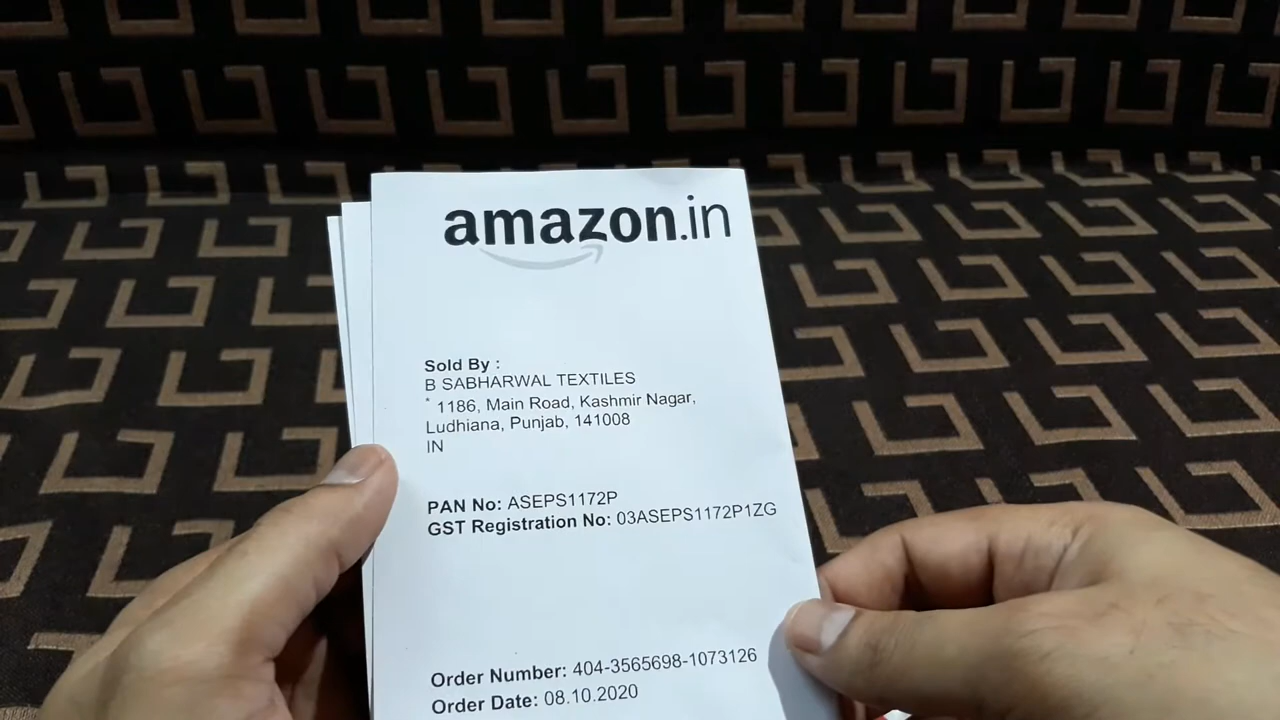 amazon.in
Sold By :
B SABHARWAL TEXTILES
* 1186, Main Road, Kashmir Nagar,
Ludhiana, Punjab, 141008
IN
PAN No: ASEPS1172P
GST Registration No: 03ASEPS1172P1ZG
Order Number: 404-3565698-1073126
Order Date: 08.10.2020